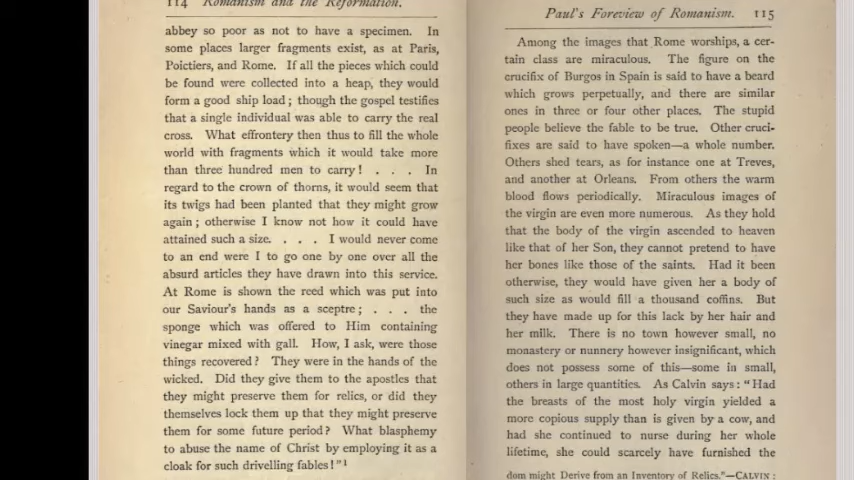 114 Romanism and the Reformation.
abbey so poor as not to have a specimen. In
some places larger fragments exist, as at Paris,
Poictiers, and Rome. If all the pieces which could
be found were collected into a heap, they would
form a good ship load; though the gospel testifies
that a single individual was able to carry the real
cross. What effrontery then thus to fill the whole
world with fragments which it would take more
than three hundred men to carry! . . . In
regard to the crown of thorns, it would seem that
its twigs had been planted that they might grow
again; otherwise I know not how it could have
attained such a size. . . . I would never come
to an end were I to go one by one over all the
absurd articles they have drawn into this service.
At Rome is shown the reed which was put into
our Saviour's hands as a sceptre; . . . the
sponge which was offered to Him containing
vinegar mixed with gall. How, I ask, were those
things recovered? They were in the hands of the
wicked. Did they give them to the apostles that
they might preserve them for relics, or did they
themselves lock them up that they might preserve
them for some future period? What blasphemy
to abuse the name of Christ by employing it as a
cloak for such drivelling fables!" 1
Paul's Foreview of Romanism. 115
Among the images that Rome worships, a cer-
tain class are miraculous. The figure on the
crucifix of Burgos in Spain is said to have a beard
which grows perpetually, and there are similar
ones in three or four other places. The stupid
people believe the fable to be true. Other cruci-
fixes are said to have spoken—a whole number.
Others shed tears, as for instance one at Treves,
and another at Orleans. From others the warm
blood flows periodically. Miraculous images of
the virgin are even more numerous. As they hold
that the body of the virgin ascended to heaven
like that of her Son, they cannot pretend to have
her bones like those of the saints. Had it been
otherwise, they would have given her a body of
such size as would fill a thousand coffins. But
they have made up for this lack by her hair and
her milk. There is no town however small, no
monastery or nunnery however insignificant, which
does not possess some of this—some in small,
others in large quantities. As Calvin says: "Had
the breasts of the most holy virgin yielded a
more copious supply than is given by a cow, and
had she continued to nurse during her whole
lifetime, she could scarcely have furnished the
dom might Derive from an Inventory of Relics."—CALVIN: